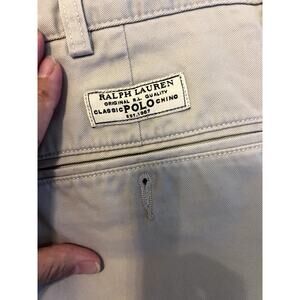 RALPH LAUREN
ORIGINAL R.L. QUALITY
CLASSIC POLO CHINO
EST. 1967